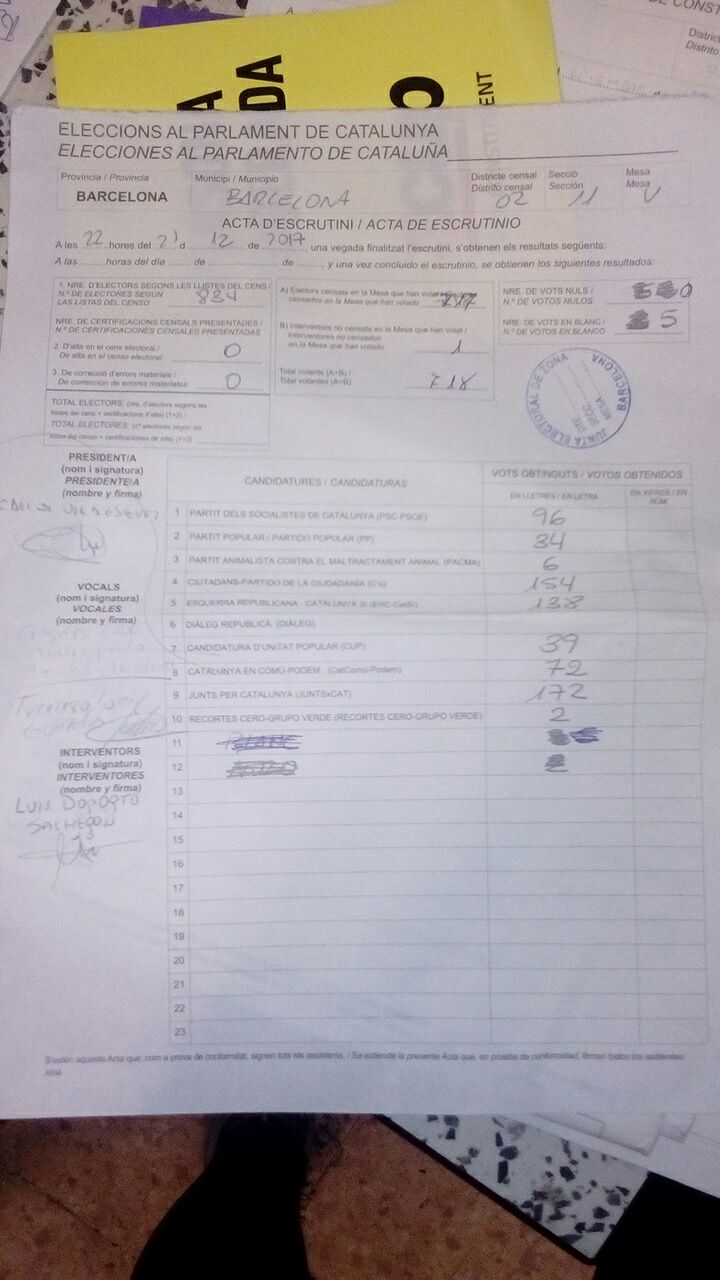 ELECCIONS AL PARLAMENT DE CATALUNYA
ELECCIONES AL PARLAMENTO DE CATALUÑA
Provincia / Provincia
BARCELONA
Municipi / Municipio
BARCELONA
Districte censal
Distrito censal
02
Secció
Sección
11
Mesa
Mesa
U
ACTA D'ESCRUTINI / ACTA DE ESCRUTINIO
A les 22 hores del 21 d 12 de 2017 una vegada finalitzat l'escrutini, s'obtenen els resultats següents:
A las hores del día de de , y una vez concluido el escrutinio, se obtienen los siguientes resultados:
1. NRE. D'ELECTORS SEGONS LES LLISTES DEL CENS /
N.º DE ELECTORES SEGÚN
LAS LISTAS DEL CENSO
834
NRE. DE CERTIFICACIONS CENSALS PRESENTADES /
N.º DE CERTIFICACIONES CENSALES PRESENTADAS
2. D'alta en el cens electoral /
De alta en el censo electoral:
0
3. De correcció d'errors materials /
De corrección de errores materiales:
0
TOTAL ELECTORS: (nre. d'electors segons les
llistes del cens + certificacions d'alta) (1+2) /
TOTAL ELECTORES: (nº electores según las
listas del censo + certificaciones de alta) (1+2)
A) Electors censats en la Mesa que han votat / Electores
censados en la Mesa que han votado
717
B) Interventors no censats en la Mesa que han votat /
Interventores no censados
en la Mesa que han votado
1
Total votants (A+B) /
Total votantes (A+B)
718
NRE. DE VOTS NULS /
N.º DE VOTOS NULOS
0
NRE. DE VOTS EN BLANC /
N.º DE VOTOS EN BLANCO
5
JUNTA ELECTORAL DE ZONA
BARCELONA
DTE.
SECC.
MESA
PRESIDENT/A
(nom i signatura)
PRESIDENTE/A
(nombre y firma)
VOCALS
(nom i signatura)
VOCALES
(nombre y firma)
INTERVENTORS
(nom i signatura)
INTERVENTORES
(nombre y firma)
LUIS DOPORTO
CANDIDATURES / CANDIDATURAS
VOTS OBTINGUTS / VOTOS OBTENIDOS
EN LLETRES / EN LETRA
EN XIFRES / EN NÚM.
1 PARTIT DELS SOCIALISTES DE CATALUNYA (PSC-PSOE) 96
2 PARTIT POPULAR / PARTIDO POPULAR (PP) 34
3 PARTIT ANIMALISTA CONTRA EL MALTRACTAMENT ANIMAL (PACMA) 6
4 CIUTADANS-PARTIDO DE LA CIUDADANÍA (C's) 154
5 ESQUERRA REPUBLICANA - CATALUNYA SÍ (ERC-CatSí) 138
6 DIÀLEG REPUBLICÀ (DIÀLEG)
7 CANDIDATURA D'UNITAT POPULAR (CUP) 39
8 CATALUNYA EN COMÚ-PODEM (CatComú-Podem) 72
9 JUNTS PER CATALUNYA (JUNTSxCAT) 172
10 RECORTES CERO-GRUPO VERDE (RECORTES CERO-GRUPO VERDE) 2
11 5
12
13
14
15
16
17
18
19
20
21
22
23
S'estén aquesta Acta que, com a prova de conformitat, signen tots els assistents. / Se extiende la presente Acta que, en prueba de conformidad, firman todos los asistentes.